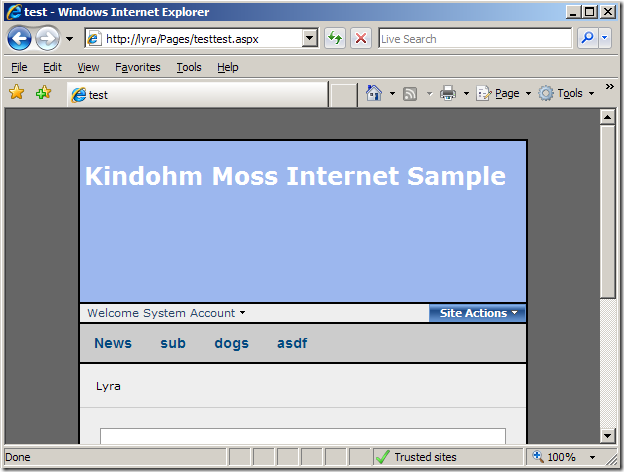 test - Windows Internet Explorer
http://lyra/Pages/testtest.aspx
Live Search
File Edit View Favorites Tools Help
test
Page Tools »
Kindohm Moss Internet Sample
Welcome System Account
Site Actions
News sub dogs asdf
Lyra
Done
Trusted sites
100%